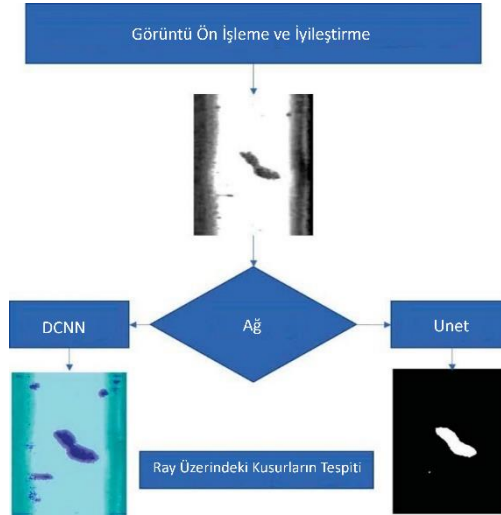 Görüntü Ön İşleme ve İyileştirme
DCNN
Ağ
Unet
Ray Üzerindeki Kusurların Tespiti